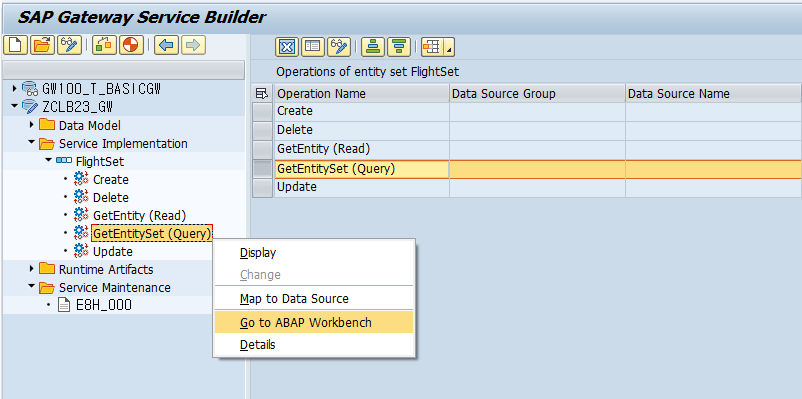 SAP Gateway Service Builder
GW100_T_BASICGW
ZCLB23_GW
Data Model
Service Implementation
FlightSet
Create
Delete
GetEntity (Read)
GetEntitySet (Query)
Update
Runtime Artifacts
Service Maintenance
E8H_000
Operations of entity set FlightSet
Operation Name Data Source Group Data Source Name
Create
Delete
GetEntity (Read)
GetEntitySet (Query)
Update
Display
Change
Map to Data Source
Go to ABAP Workbench
Details